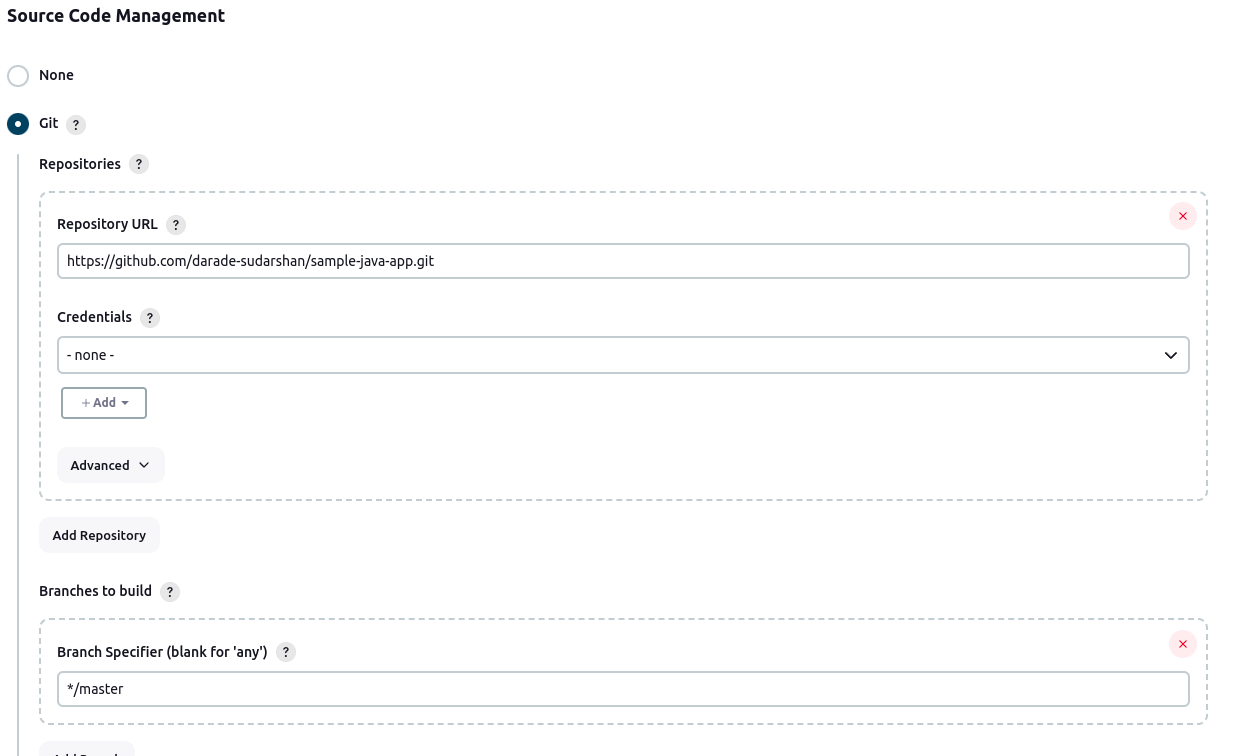 Source Code Management
None
Git ?
Repositories ?
Repository URL ?
https://github.com/darade-sudarshan/sample-java-app.git
Credentials ?
- none -
+ Add
Advanced
Add Repository
Branches to build ?
Branch Specifier (blank for 'any') ?
*/master